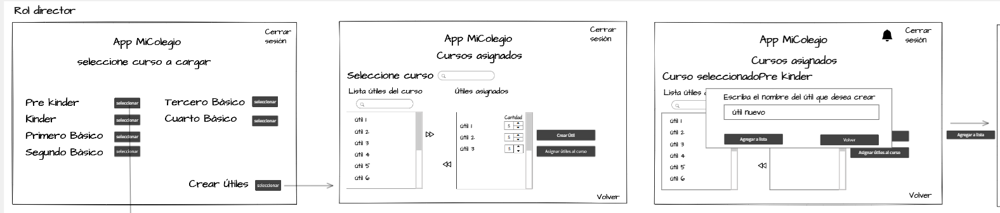 Rol director
Cerrar
sesión
App MiColegio
seleccione curso a cargar
Pre kinder
seleccionar
Tercero Básico
seleccionar
Kinder
seleccionar
Cuarto Básico
seleccionar
Primero Básico
seleccionar
Segundo Básico
seleccionar
Crear Útiles
seleccionar
Cerrar
sesión
App MiColegio
Cursos asignados
Seleccione curso
Lista útiles del curso
Útiles asignados
Cantidad
útil 1
útil 2
útil 3
útil 4
útil 5
útil 6
útil 1
5
útil 2
5
útil 3
5
Crear Útil
Asignar útiles al curso
Volver
Cerrar
sesión
App MiColegio
Cursos asignados
Curso seleccionadoPre kinder
Lista útiles
Escriba el nombre del útil que desea crear
útil nuevo
Agregar a lista
Volver
útil 1
útil 2
útil 3
útil 4
útil 5
útil 6
Asignar útiles al curso
Volver
Agregar a lista